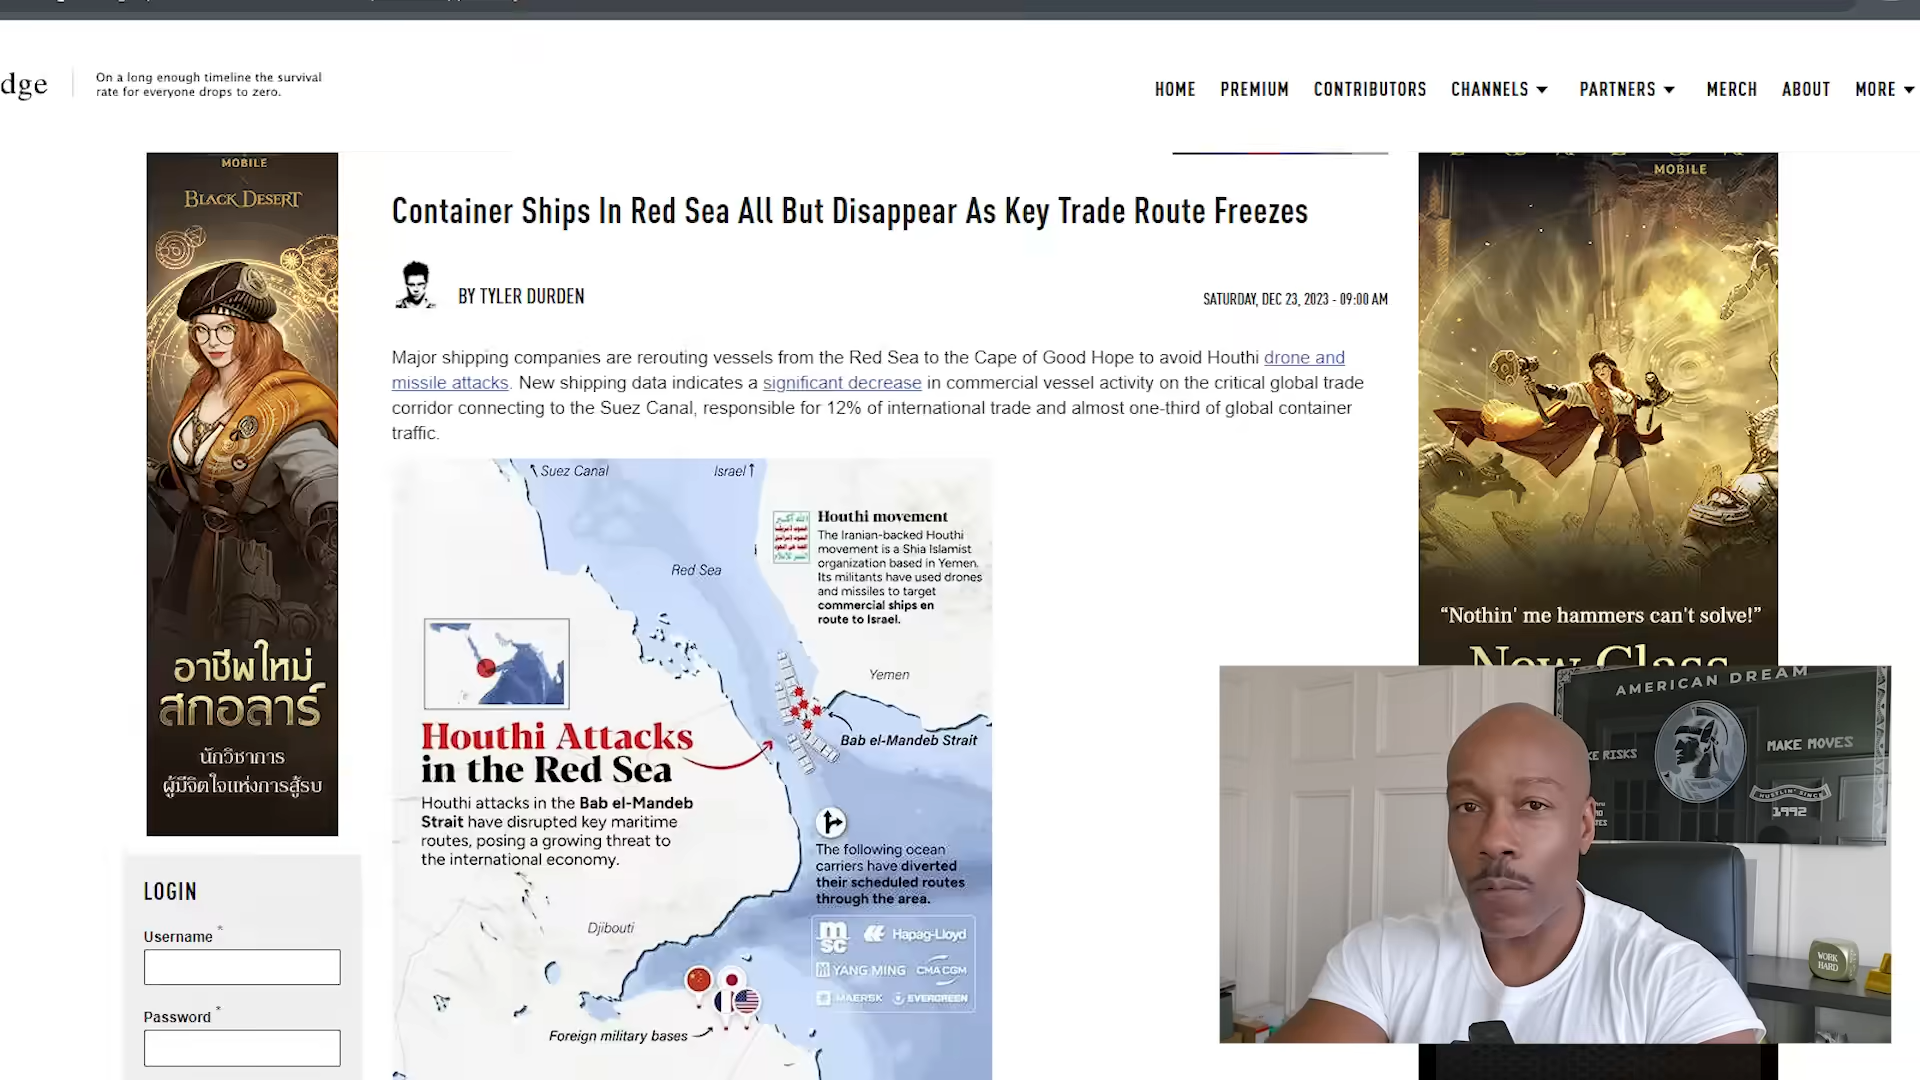 dge
On a long enough timeline the survival
rate for everyone drops to zero.
HOME PREMIUM CONTRIBUTORS CHANNELS PARTNERS MERCH ABOUT MORE
MOBILE
BLACK DESERT
อาชีพใหม่
สกอลาร์
นักวิชาการ
ผู้มีจิตใจแห่งการสู้รบ
Container Ships In Red Sea All But Disappear As Key Trade Route Freezes
BY TYLER DURDEN
SATURDAY, DEC 23, 2023 - 09:00 AM
Major shipping companies are rerouting vessels from the Red Sea to the Cape of Good Hope to avoid Houthi drone and
missile attacks. New shipping data indicates a significant decrease in commercial vessel activity on the critical global trade
corridor connecting to the Suez Canal, responsible for 12% of international trade and almost one-third of global container
traffic.
Suez Canal
Israel
Red Sea
Houthi movement
The Iranian-backed Houthi
movement is a Shia Islamist
organization based in Yemen.
Its militants have used drones
and missiles to target
commercial ships en
route to Israel.
Yemen
Bab el-Mandeb Strait
Houthi Attacks
in the Red Sea
Houthi attacks in the Bab el-Mandeb
Strait have disrupted key maritime
routes, posing a growing threat to
the international economy.
The following ocean
carriers have diverted
their scheduled routes
through the area.
msc Hapag-Lloyd
YANG MING CMA CGM
MAERSK EVERGREEN
Djibouti
Foreign military bases
LOGIN
Username *
Password *
MOBILE
"Nothin' me hammers can't solve!"
New Class
AMERICAN DREAM
RISKS
MAKE MOVES
HUSTLIN' SINCE
1992
WORK
HARD